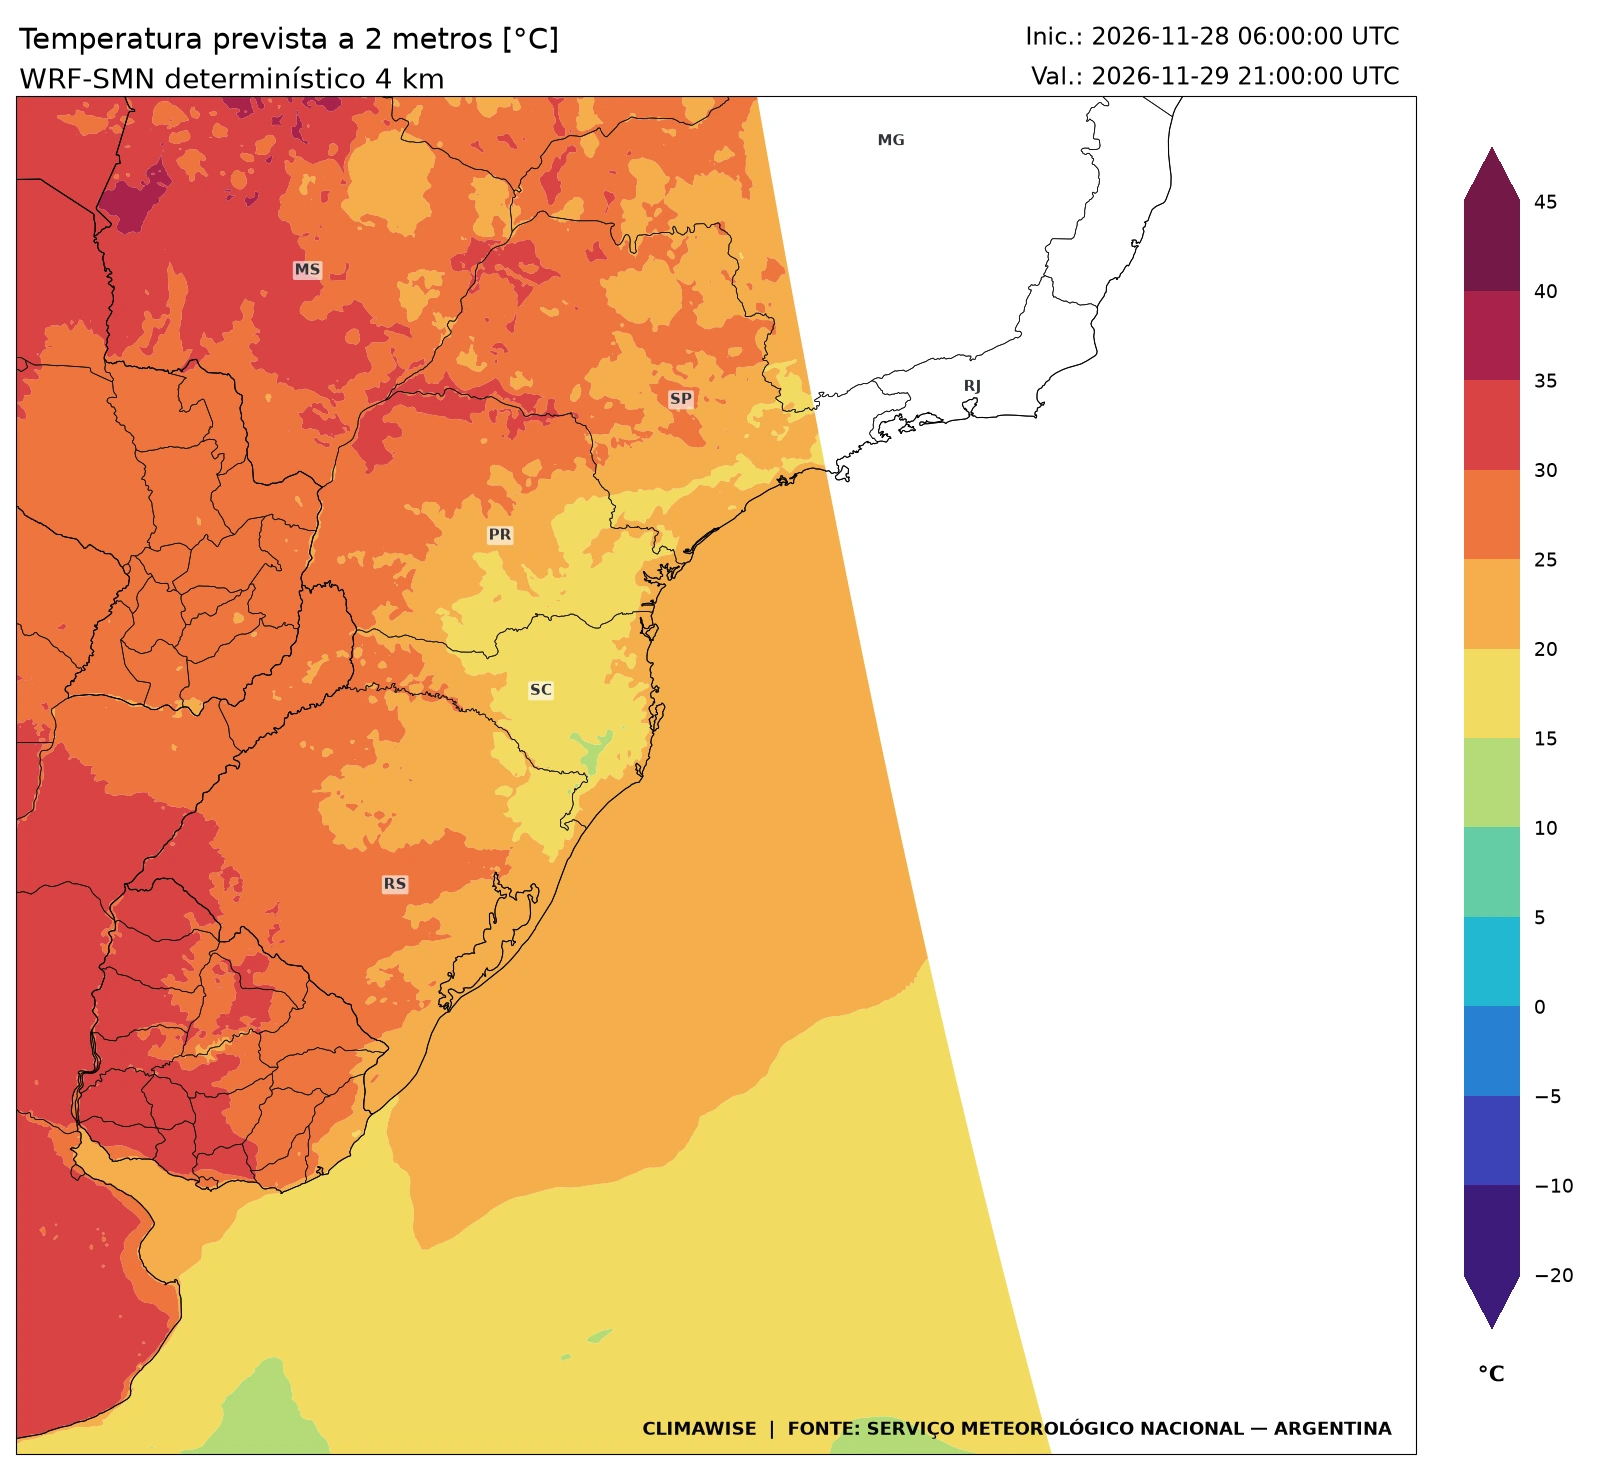 Temperatura prevista a 2 metros [°C]
WRF-SMN determinístico 4 km
Inic.: 2026-11-28 06:00:00 UTC
Val.: 2026-11-29 21:00:00 UTC
MG
MS
RJ
SP
PR
SC
RS
45
40
35
30
25
20
15
10
5
0
−5
−10
−20
°C
CLIMAWISE | FONTE: SERVIÇO METEOROLÓGICO NACIONAL — ARGENTINA